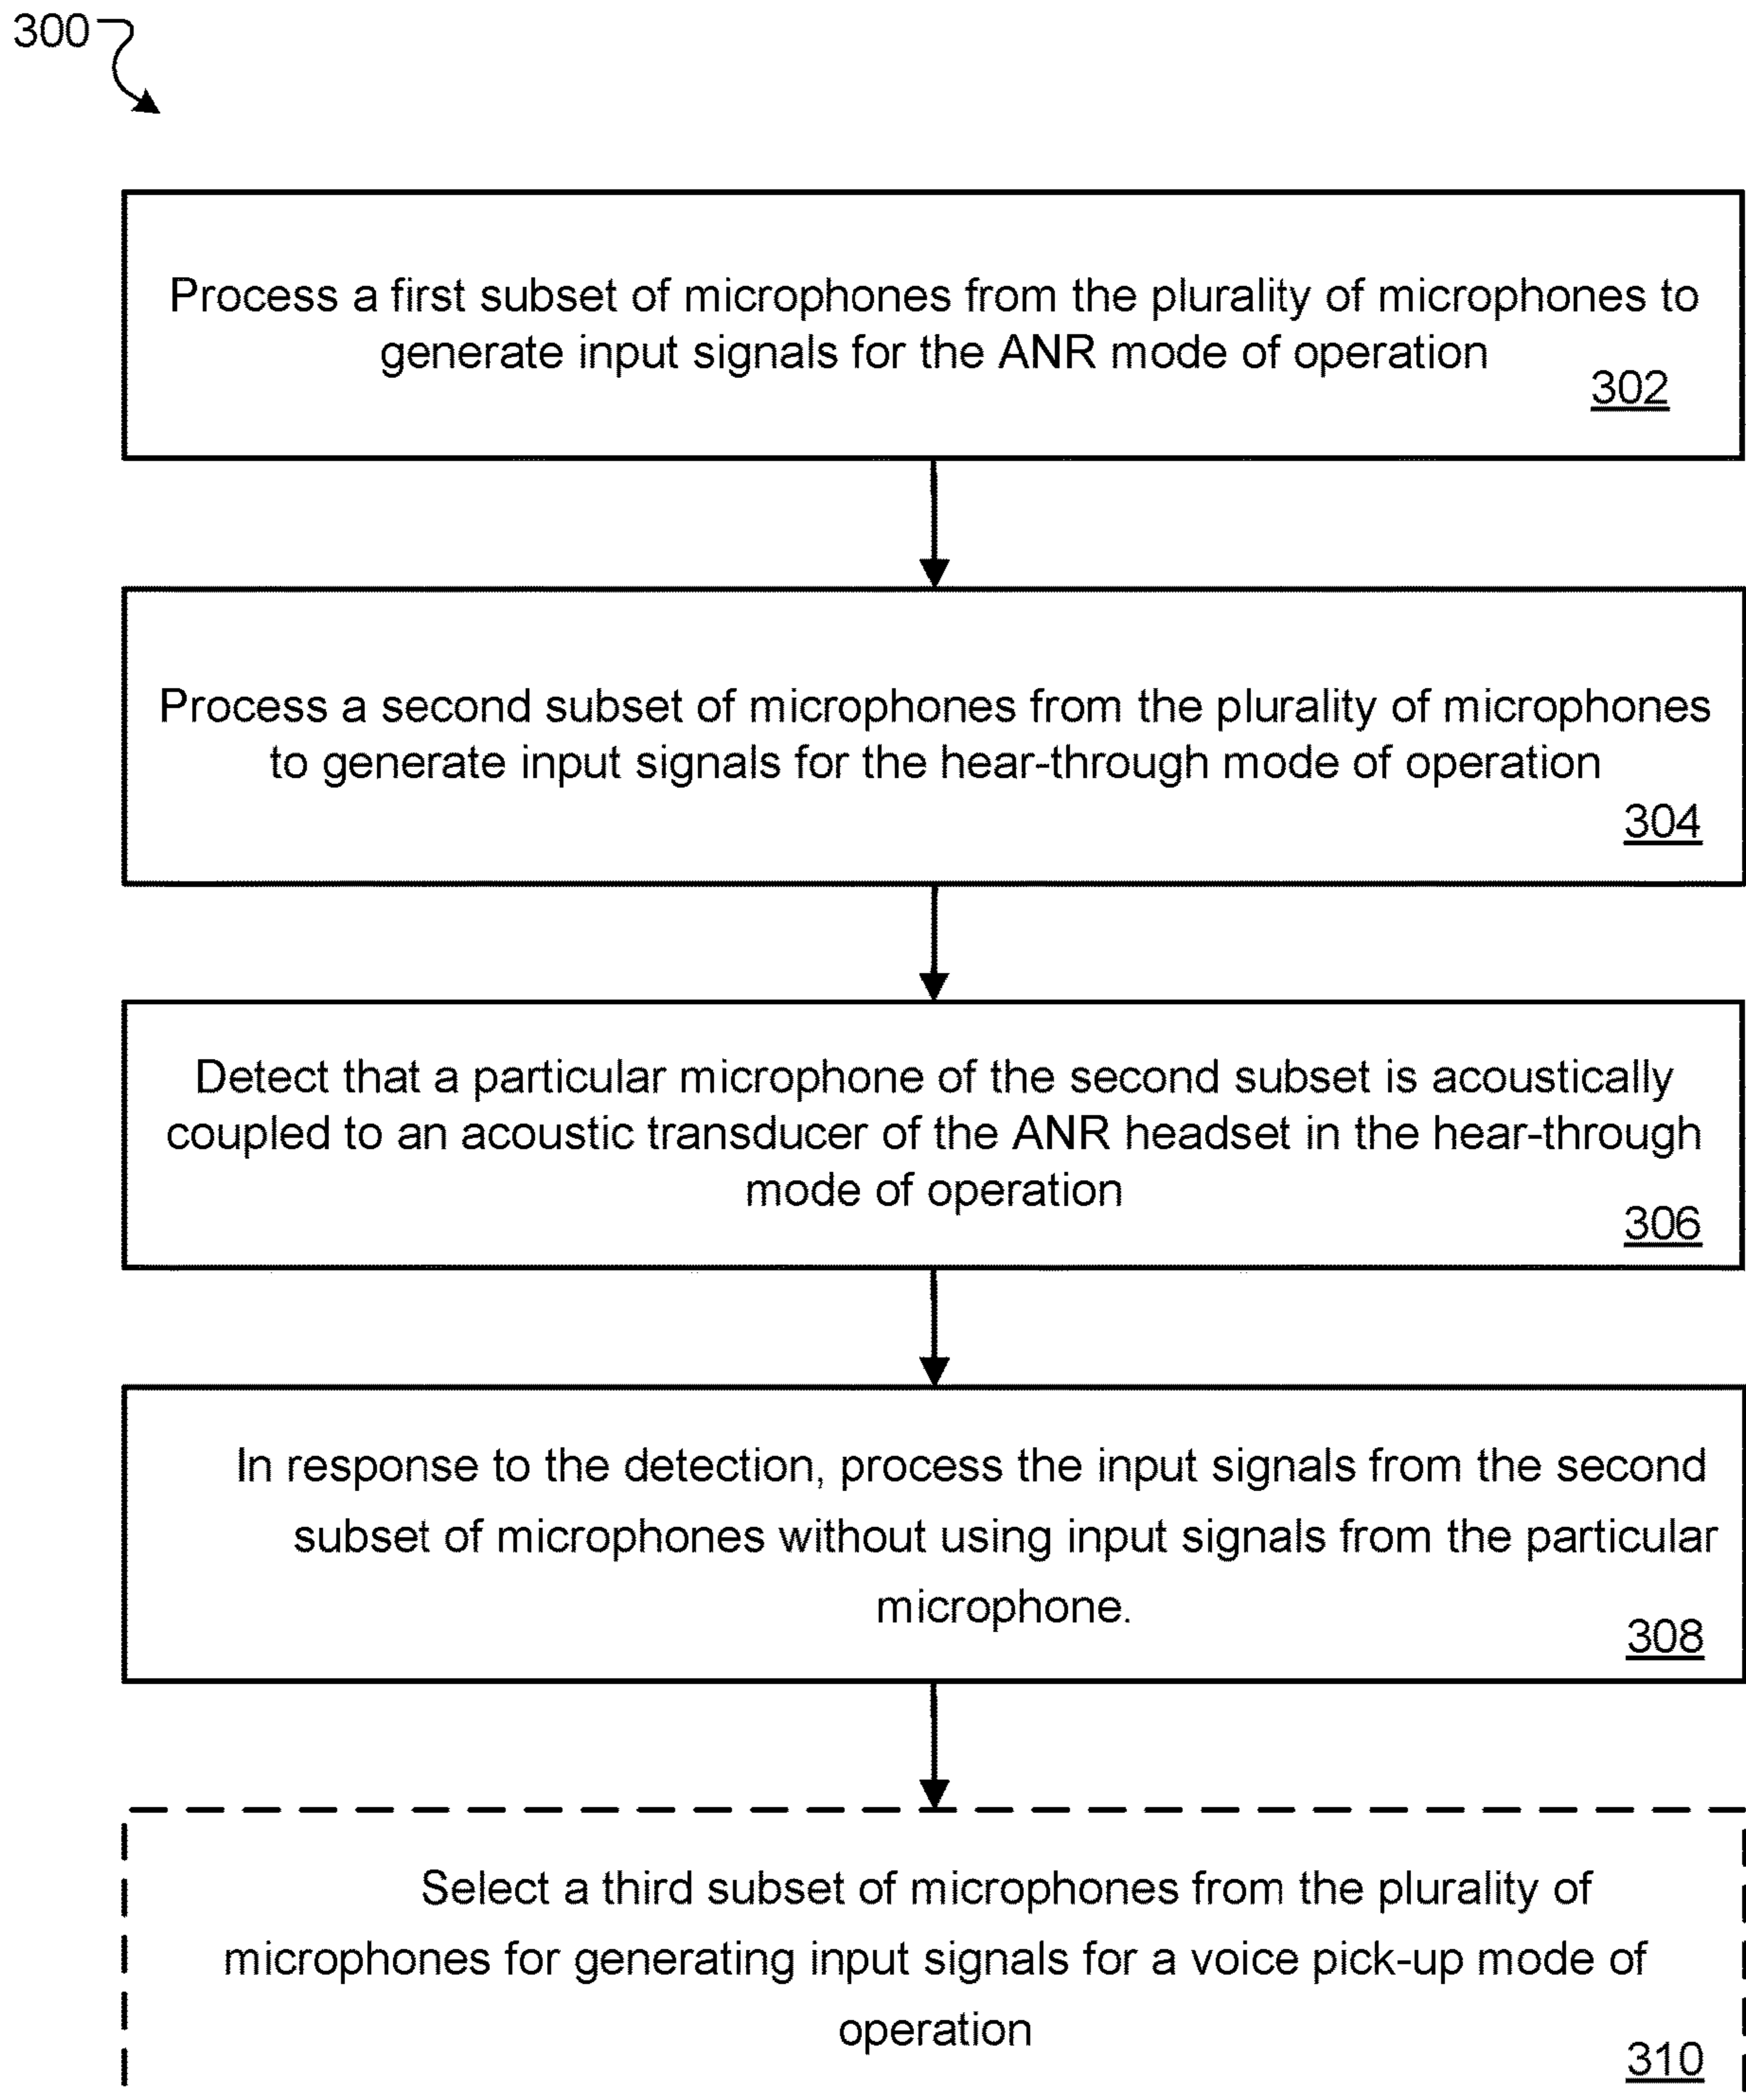 300
Process a first subset of microphones from the plurality of microphones to
generate input signals for the ANR mode of operation
302
Process a second subset of microphones from the plurality of microphones
to generate input signals for the hear-through mode of operation
304
Detect that a particular microphone of the second subset is acoustically
coupled to an acoustic transducer of the ANR headset in the hear-through
mode of operation
306
In response to the detection, process the input signals from the second
subset of microphones without using input signals from the particular
microphone.
308
Select a third subset of microphones from the plurality of
microphones for generating input signals for a voice pick-up mode of
operation
310